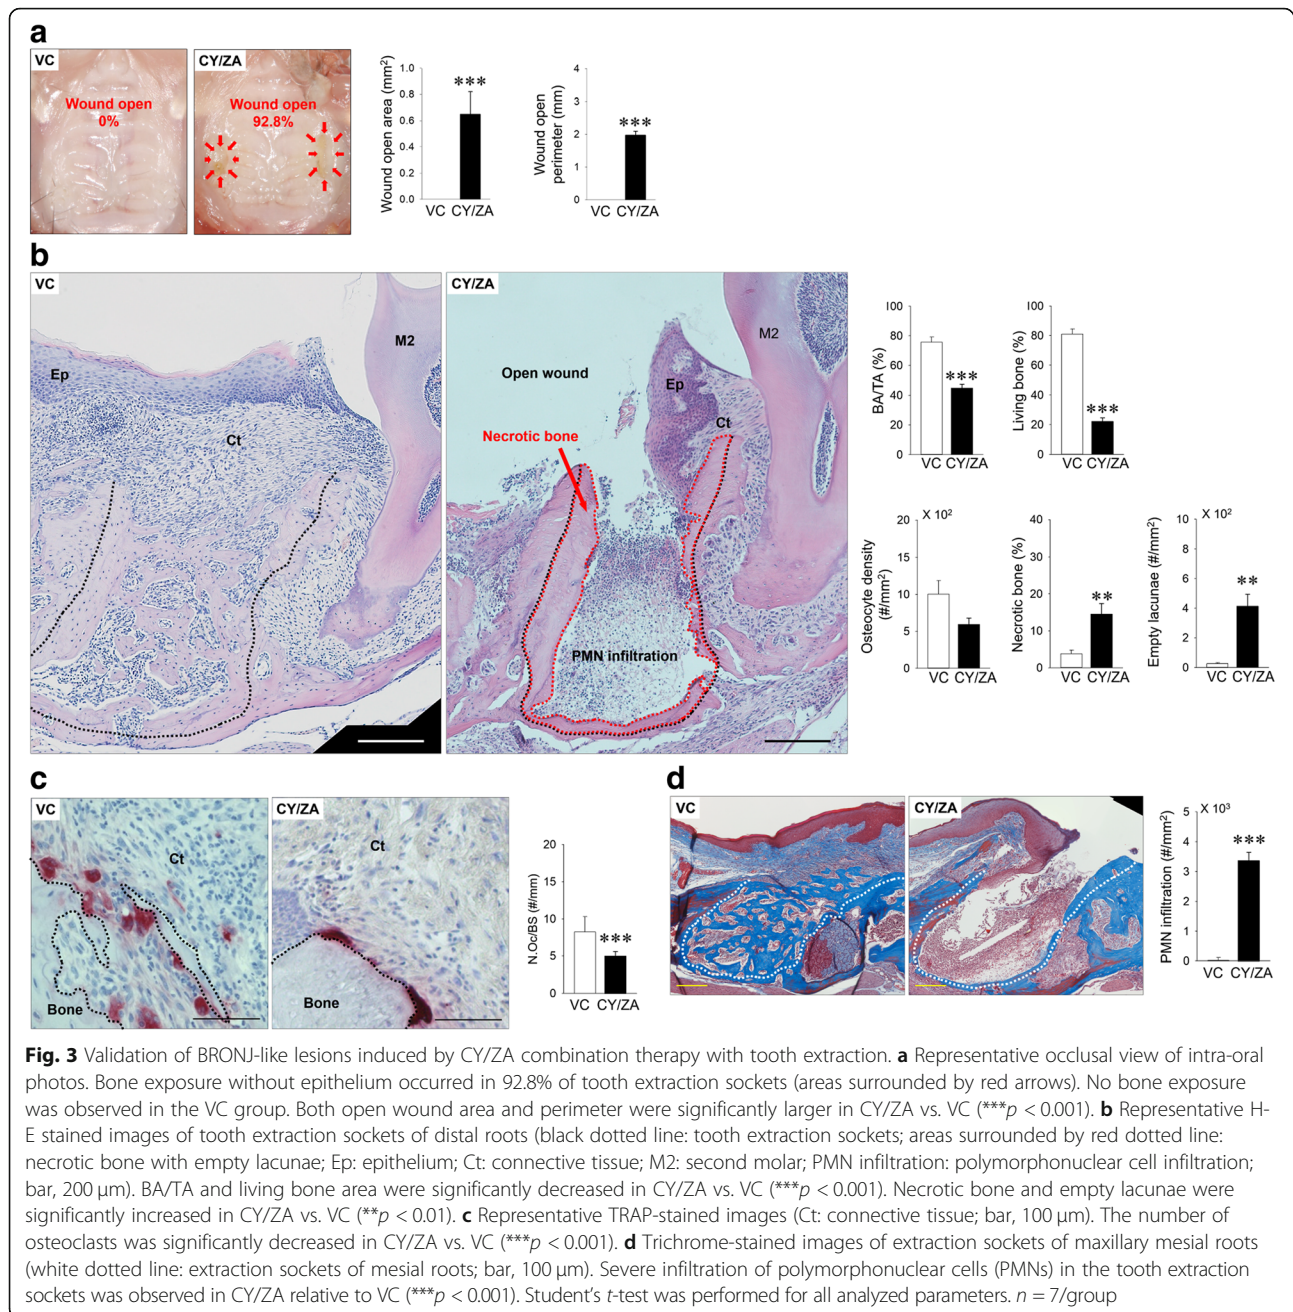 a
VC
Wound open
0%
CY/ZA
Wound open
92.8%
Wound open area (mm²)
1.0
0.8
0.6
0.4
0.2
0.0
***
VC CY/ZA
Wound open
perimeter (mm)
4
3
2
1
0
***
VC CY/ZA
b
VC
Ep
Ct
M2
CY/ZA
Open wound
Necrotic bone
Ep
Ct
M2
PMN infiltration
BA/TA (%)
100
80
60
40
20
0
***
VC CY/ZA
Living bone (%)
100
80
60
40
20
0
***
VC CY/ZA
Osteocyte density
(#/mm²)
X 10²
20
15
10
5
0
VC CY/ZA
Necrotic bone (%)
40
30
20
10
0
**
VC CY/ZA
Empty lacunae (#/mm²)
X 10²
10
8
6
4
2
0
**
VC CY/ZA
c
VC
Ct
Bone
CY/ZA
Ct
Bone
N.Oc/BS (#/mm)
20
15
10
5
0
***
VC CY/ZA
d
VC
CY/ZA
PMN infiltration (#/mm²)
X 10³
5
4
3
2
1
0
***
VC CY/ZA
Fig. 3 Validation of BRONJ-like lesions induced by CY/ZA combination therapy with tooth extraction. a Representative occlusal view of intra-oral
photos. Bone exposure without epithelium occurred in 92.8% of tooth extraction sockets (areas surrounded by red arrows). No bone exposure
was observed in the VC group. Both open wound area and perimeter were significantly larger in CY/ZA vs. VC (***p < 0.001). b Representative H-
E stained images of tooth extraction sockets of distal roots (black dotted line: tooth extraction sockets; areas surrounded by red dotted line:
necrotic bone with empty lacunae; Ep: epithelium; Ct: connective tissue; M2: second molar; PMN infiltration: polymorphonuclear cell infiltration;
bar, 200 μm). BA/TA and living bone area were significantly decreased in CY/ZA vs. VC (***p < 0.001). Necrotic bone and empty lacunae were
significantly increased in CY/ZA vs. VC (**p < 0.01). c Representative TRAP-stained images (Ct: connective tissue; bar, 100 μm). The number of
osteoclasts was significantly decreased in CY/ZA vs. VC (***p < 0.001). d Trichrome-stained images of extraction sockets of maxillary mesial roots
(white dotted line: extraction sockets of mesial roots; bar, 100 μm). Severe infiltration of polymorphonuclear cells (PMNs) in the tooth extraction
sockets was observed in CY/ZA relative to VC (***p < 0.001). Student's t-test was performed for all analyzed parameters. n = 7/group